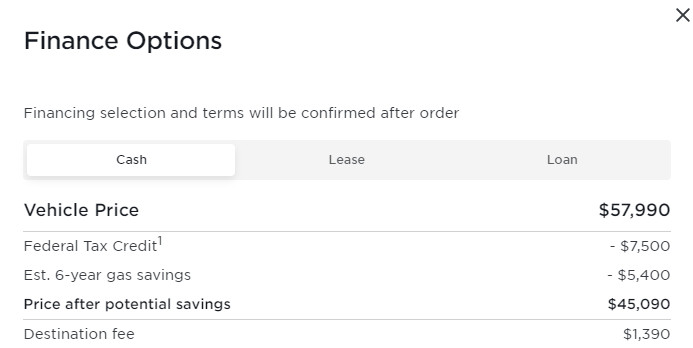 Finance Options
Financing selection and terms will be confirmed after order
Cash Lease Loan
Vehicle Price $57,990
Federal Tax Credit¹ - $7,500
Est. 6-year gas savings - $5,400
Price after potential savings $45,090
Destination fee $1,390